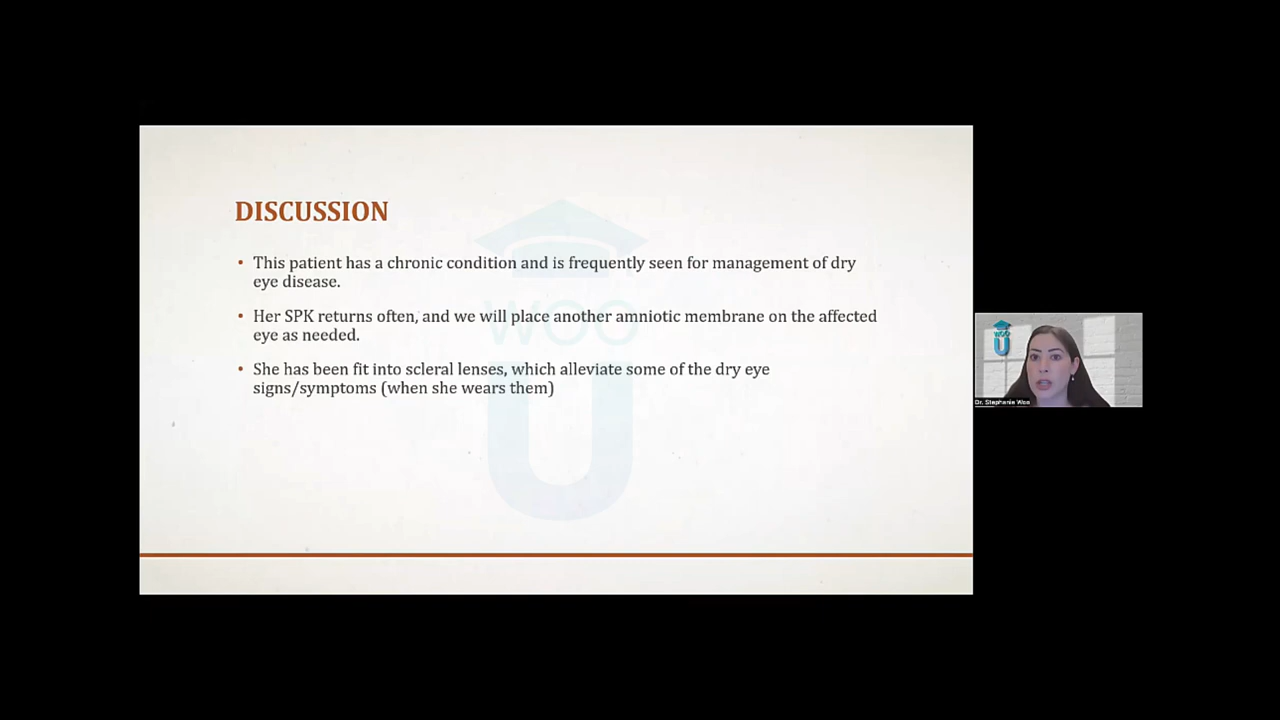 DISCUSSION
• This patient has a chronic condition and is frequently seen for management of dry
eye disease.
• Her SPK returns often, and we will place another amniotic membrane on the affected
eye as needed.
• She has been fit into scleral lenses, which alleviate some of the dry eye
signs/symptoms (when she wears them)
WOO
U
WOO
U
Dr. Stephanie Woo